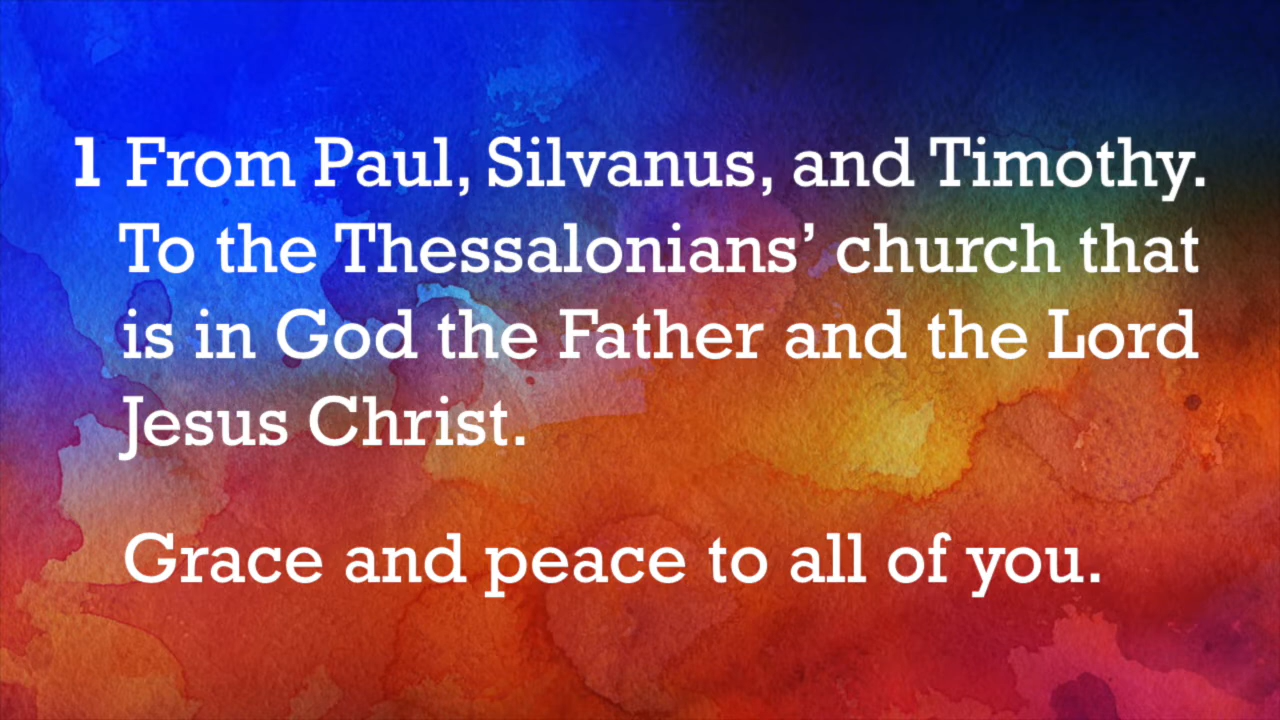 1 From Paul, Silvanus, and Timothy.
To the Thessalonians’ church that
is in God the Father and the Lord
Jesus Christ.
Grace and peace to all of you.